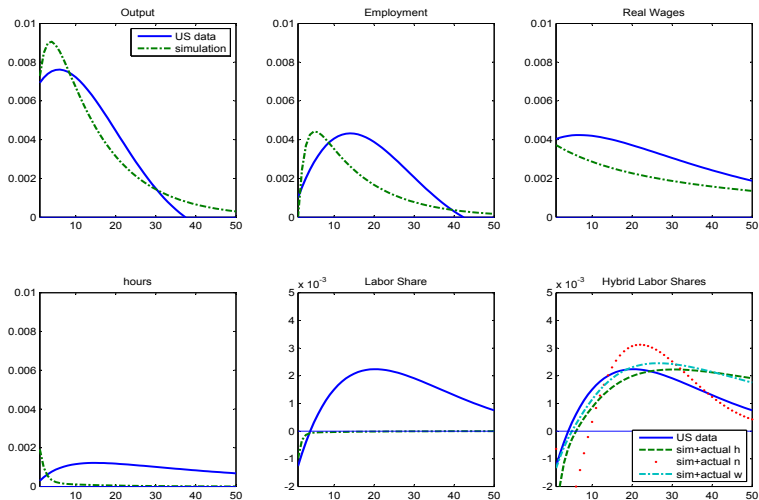 Output
Employment
Real Wages
0.01
0.008
0.006
0.004
0.002
0
10 20 30 40 50
US data
simulation
0.01
0.008
0.006
0.004
0.002
0
10 20 30 40 50
0.01
0.008
0.006
0.004
0.002
0
10 20 30 40 50
hours
Labor Share
Hybrid Labor Shares
0.01
0.008
0.006
0.004
0.002
0
10 20 30 40 50
x 10⁻³
5
4
3
2
1
0
-1
-2
10 20 30 40 50
x 10⁻³
5
4
3
2
1
0
-1
-2
10 20 30 40 50
US data
sim+actual h
sim+actual n
sim+actual w